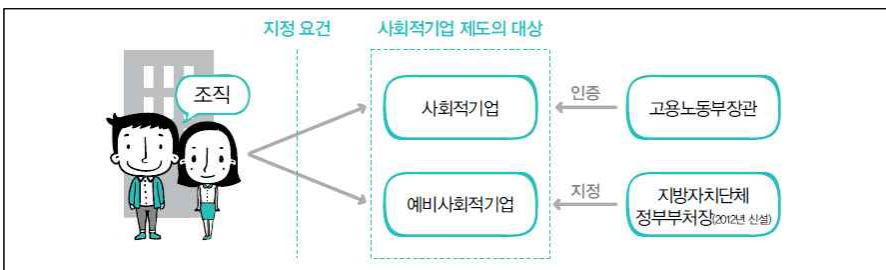 지정 요건
사회적기업 제도의 대상
조직
사회적기업
인증
고용노동부장관
예비사회적기업
지정
지방자치단체
정부부처장(2012년 신설)